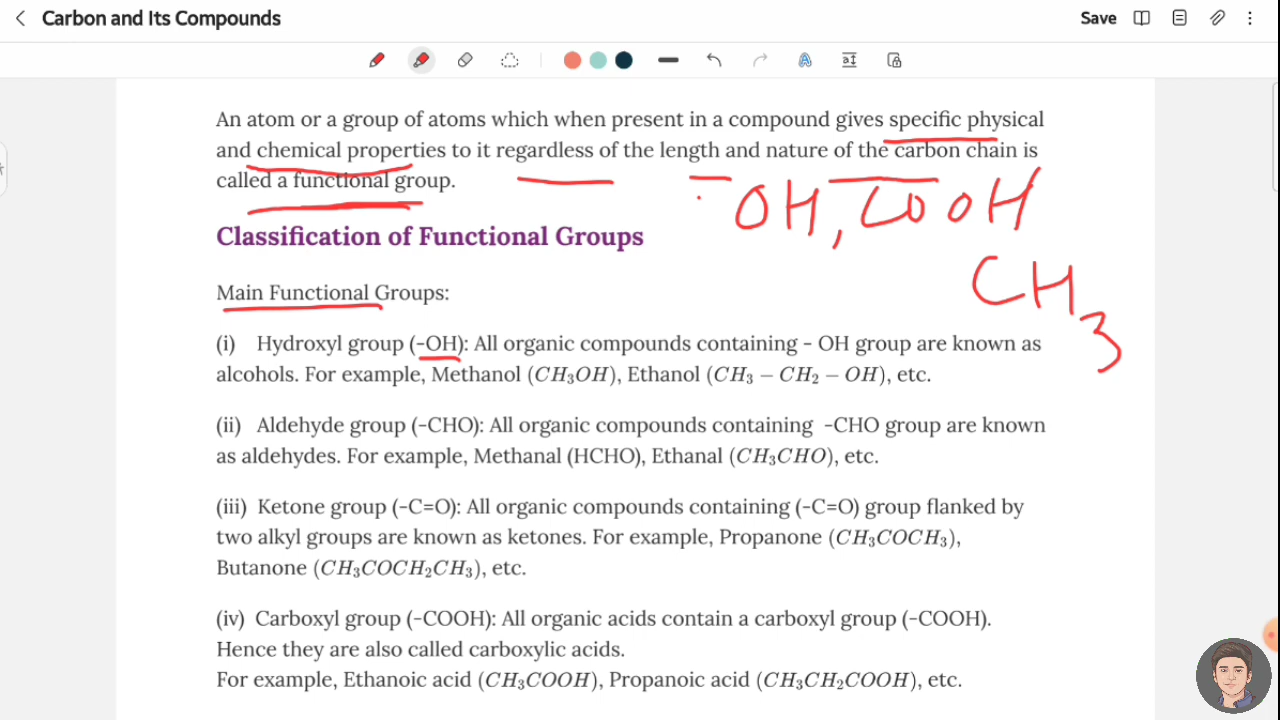 Carbon and Its Compounds
Save
An atom or a group of atoms which when present in a compound gives specific physical
and chemical properties to it regardless of the length and nature of the carbon chain is
called a functional group.
-OH, COOH
Classification of Functional Groups
CH3
Main Functional Groups:
(i) Hydroxyl group (-OH): All organic compounds containing - OH group are known as
alcohols. For example, Methanol (CH₃OH), Ethanol (CH₃ − CH₂ − OH), etc.
(ii) Aldehyde group (-CHO): All organic compounds containing -CHO group are known
as aldehydes. For example, Methanal (HCHO), Ethanal (CH₃CHO), etc.
(iii) Ketone group (-C=O): All organic compounds containing (-C=O) group flanked by
two alkyl groups are known as ketones. For example, Propanone (CH₃COCH₃),
Butanone (CH₃COCH₂CH₃), etc.
(iv) Carboxyl group (-COOH): All organic acids contain a carboxyl group (-COOH).
Hence they are also called carboxylic acids.
For example, Ethanoic acid (CH₃COOH), Propanoic acid (CH₃CH₂COOH), etc.